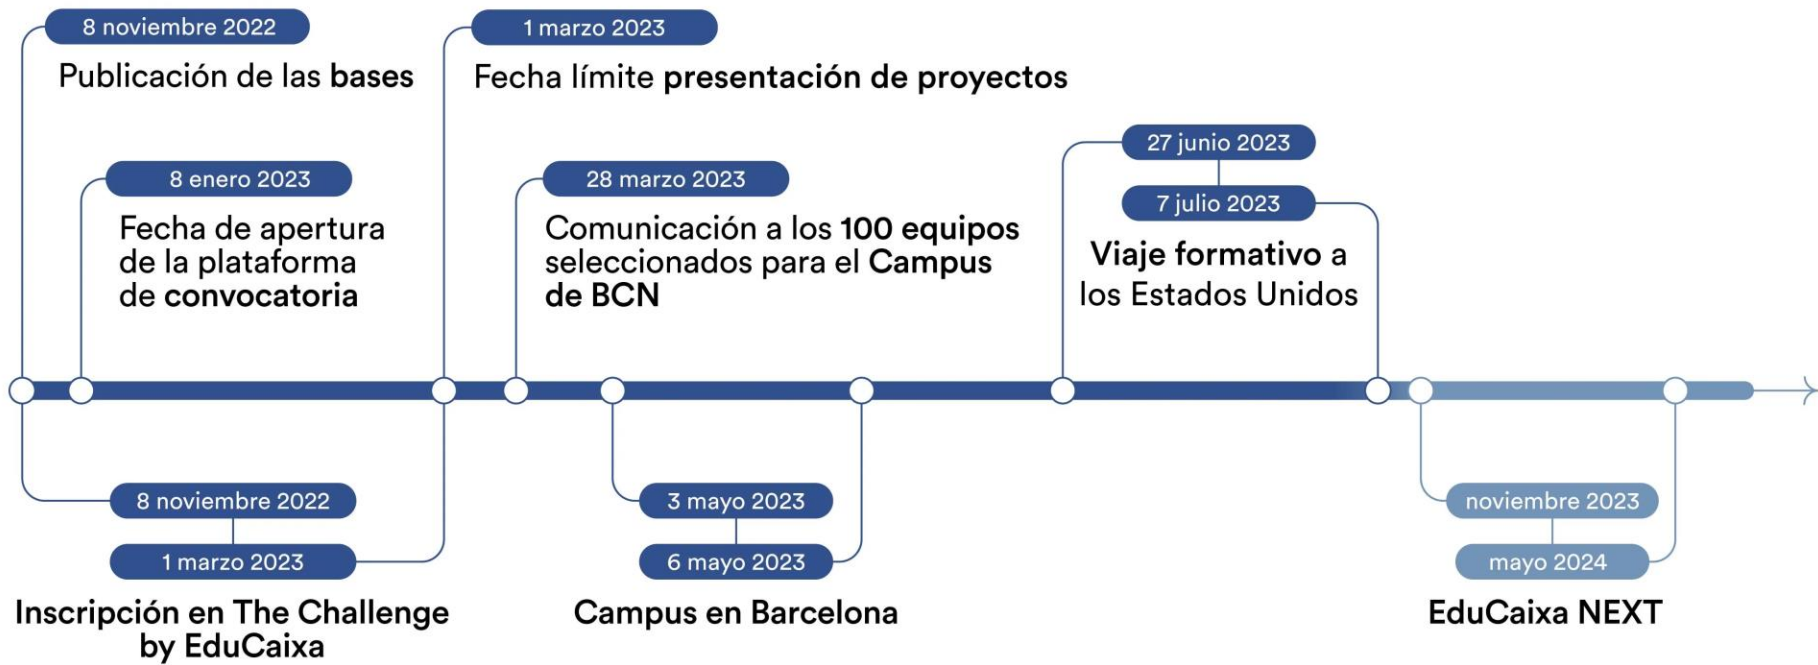 8 noviembre 2022
Publicación de las bases
1 marzo 2023
Fecha límite presentación de proyectos
8 enero 2023
Fecha de apertura
de la plataforma
de convocatoria
28 marzo 2023
Comunicación a los 100 equipos
seleccionados para el Campus
de BCN
27 junio 2023
7 julio 2023
Viaje formativo a
los Estados Unidos
8 noviembre 2022
1 marzo 2023
Inscripción en The Challenge
by EduCaixa
3 mayo 2023
6 mayo 2023
Campus en Barcelona
noviembre 2023
mayo 2024
EduCaixa NEXT